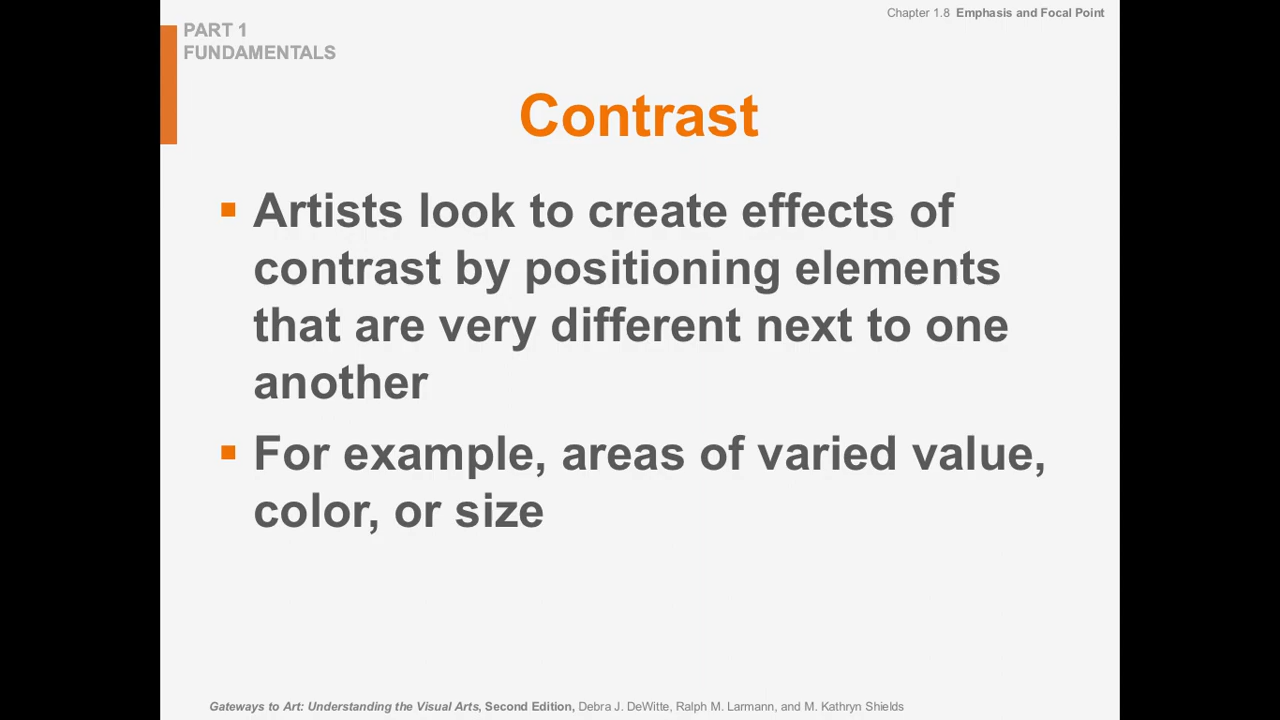 Chapter 1.8 Emphasis and Focal Point
PART 1
FUNDAMENTALS
Contrast
▪ Artists look to create effects of
contrast by positioning elements
that are very different next to one
another
▪ For example, areas of varied value,
color, or size
Gateways to Art: Understanding the Visual Arts, Second Edition, Debra J. DeWitte, Ralph M. Larmann, and M. Kathryn Shields